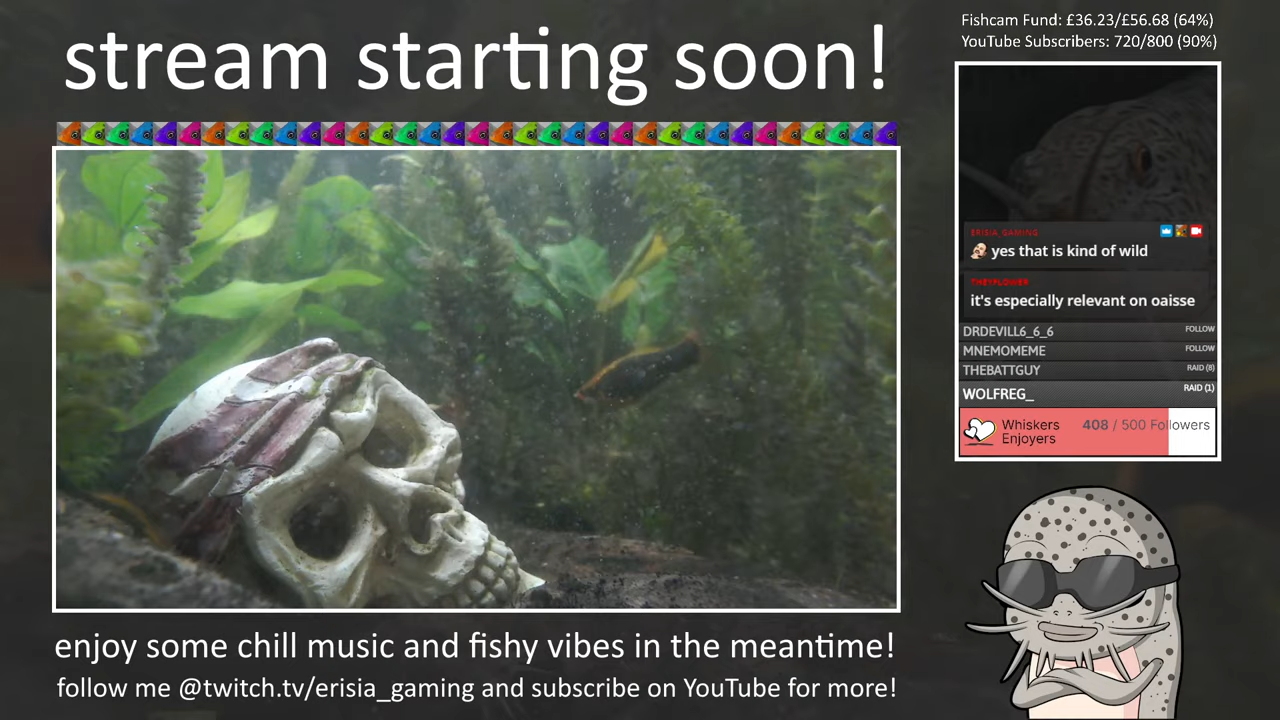 stream starting soon!
Fishcam Fund: £36.23/£56.68 (64%)
YouTube Subscribers: 720/800 (90%)
ERISIA_GAMING
yes that is kind of wild
THEYFLOWER
it's especially relevant on oaisse
DRDEVILL6_6_6 FOLLOW
MNEMOMEME FOLLOW
THEBATTGUY RAID (8)
WOLFREG_ RAID (1)
Whiskers Enjoyers 408 / 500 Followers
enjoy some chill music and fishy vibes in the meantime!
follow me @twitch.tv/erisia_gaming and subscribe on YouTube for more!